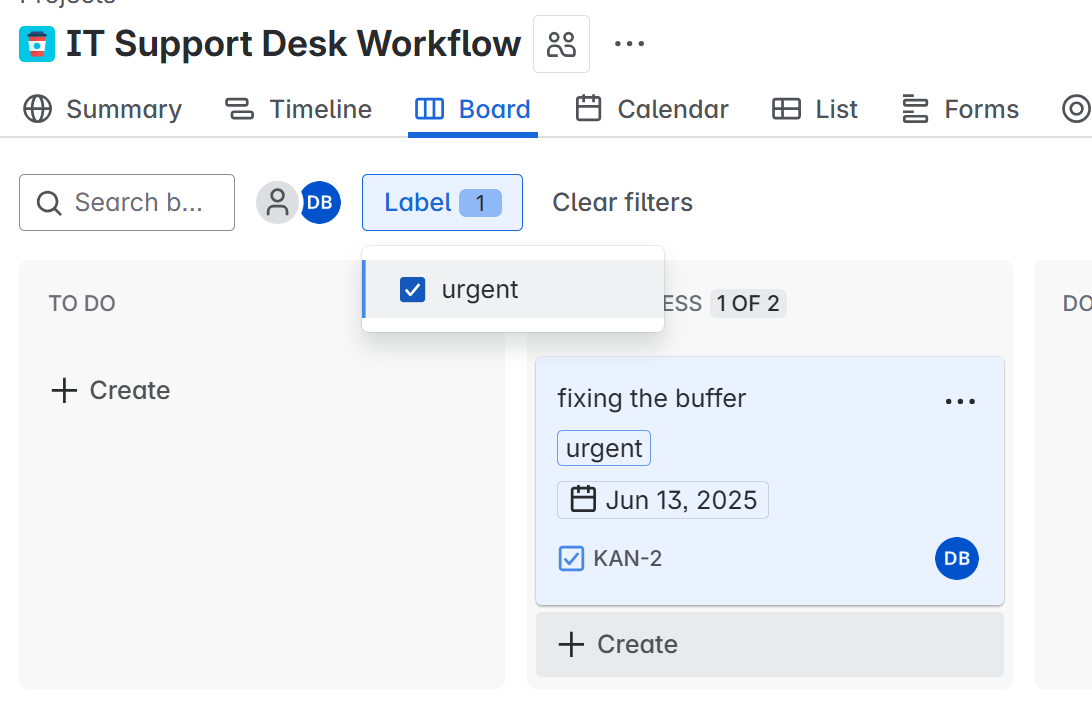 Projects
IT Support Desk Workflow
Summary Timeline Board Calendar List Forms
Search b... DB Label 1 Clear filters
urgent
TO DO ESS 1 OF 2 DO
Create
fixing the buffer
urgent
Jun 13, 2025
KAN-2 DB
Create